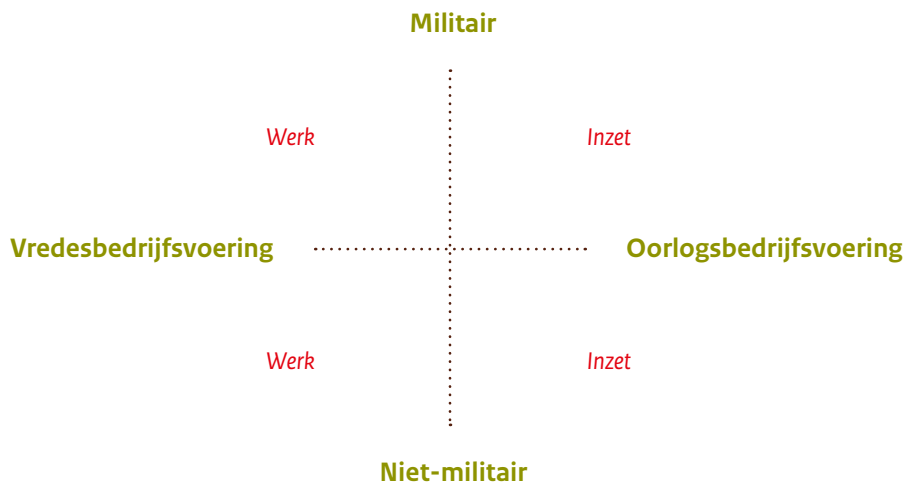 Militair
Werk
Inzet
Vredesbedrijfsvoering
Oorlogsbedrijfsvoering
Werk
Inzet
Niet-militair